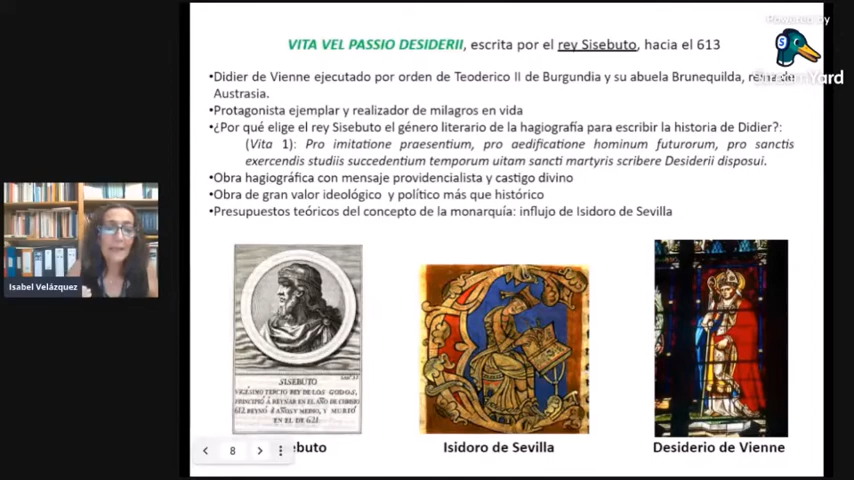 Powered by
StreamYard
VITA VEL PASSIO DESIDERII, escrita por el rey Sisebuto, hacia el 613
•Didier de Vienne ejecutado por orden de Teoderico II de Burgundia y su abuela Brunequilda, reina de
Austrasia.
•Protagonista ejemplar y realizador de milagros en vida
•¿Por qué elige el rey Sisebuto el género literario de la hagiografía para escribir la historia de Didier?:
(Vita 1): Pro imitatione praesentium, pro aedificatione hominum futurorum, pro sanctis
exercendis studiis succedentium temporum uitam sancti martyris scribere Desiderii disposui.
•Obra hagiográfica con mensaje providencialista y castigo divino
•Obra de gran valor ideológico y político más que histórico
•Presupuestos teóricos del concepto de la monarquía: influjo de Isidoro de Sevilla
Isabel Velázquez
SISEBUTO
VIGESIMO TERCIO REY DE LOS GODOS,
PRINCIPIÓ Á REYNAR EN EL AÑO DE CHRISTO
612 REYNÓ 8 AÑOS Y MEDIO, Y MURIÓ
EN EL DE 621
8
ebuto
Isidoro de Sevilla
Desiderio de Vienne